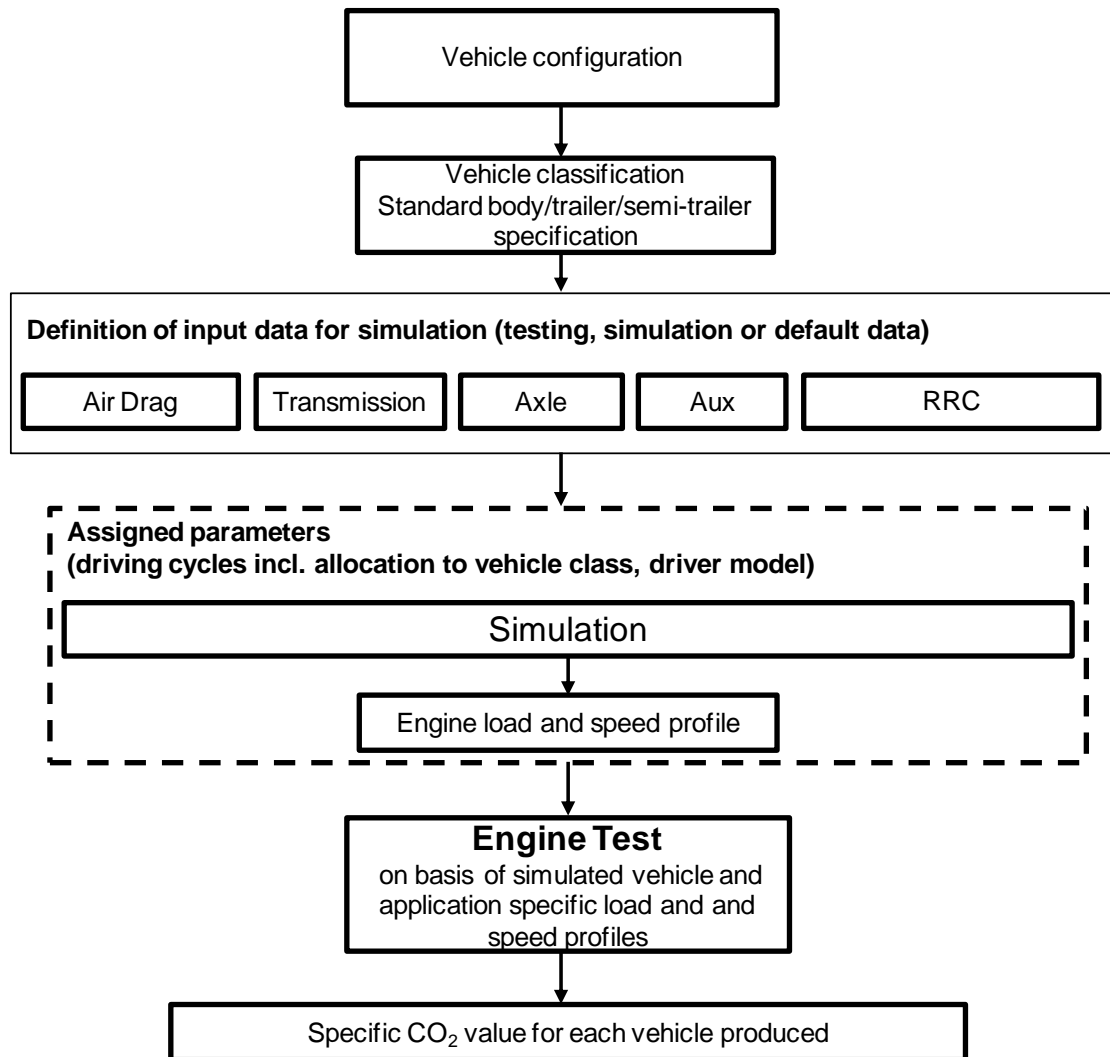 Vehicle configuration
Vehicle classification
Standard body/trailer/semi-trailer
specification
Definition of input data for simulation (testing, simulation or default data)
Air Drag
Transmission
Axle
Aux
RRC
Assigned parameters
(driving cycles incl. allocation to vehicle class, driver model)
Simulation
Engine load and speed profile
Engine Test
on basis of simulated vehicle and
application specific load and and
speed profiles
Specific CO₂ value for each vehicle produced